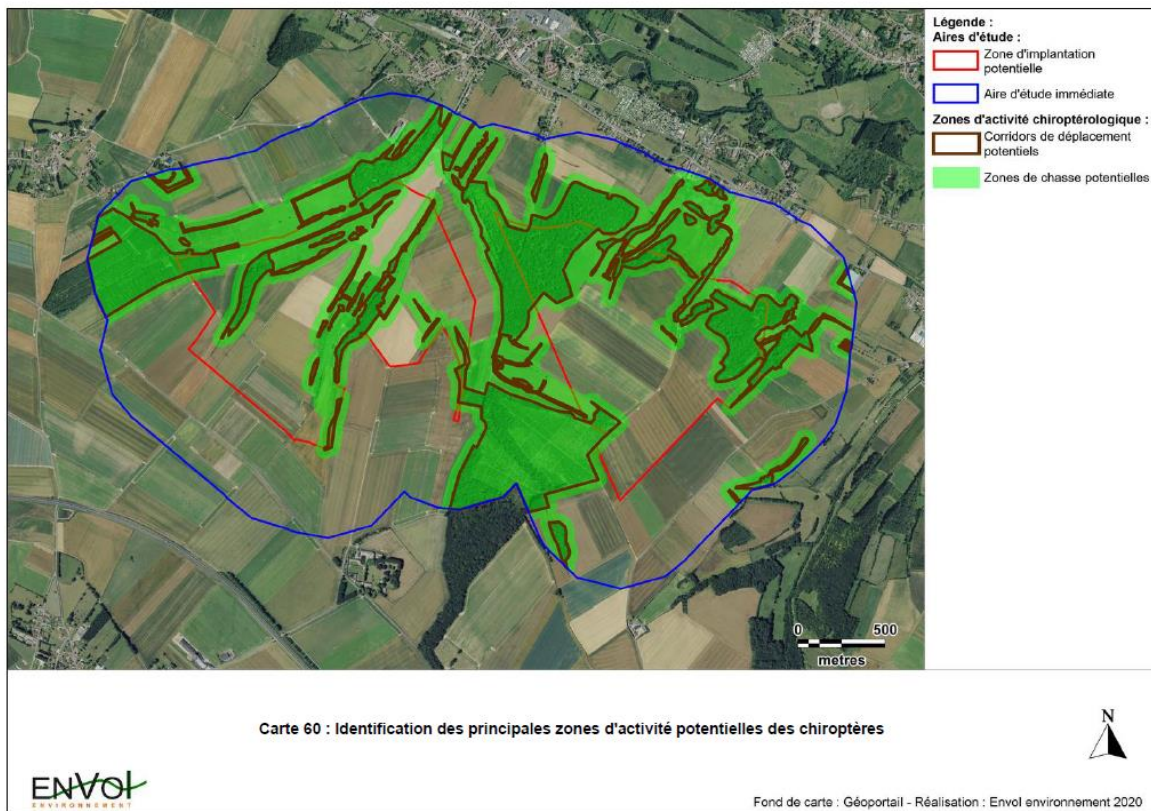 Légende :
Aires d'étude :
Zone d'implantation
potentielle
Aire d'étude immédiate
Zones d'activité chiroptérologique :
Corridors de déplacement
potentiels
Zones de chasse potentielles
0 500
metres
Carte 60 : Identification des principales zones d'activité potentielles des chiroptères
N
ENVOl
ENVIRONNEMENT
Fond de carte : Géoportail - Réalisation : Envol environnement 2020